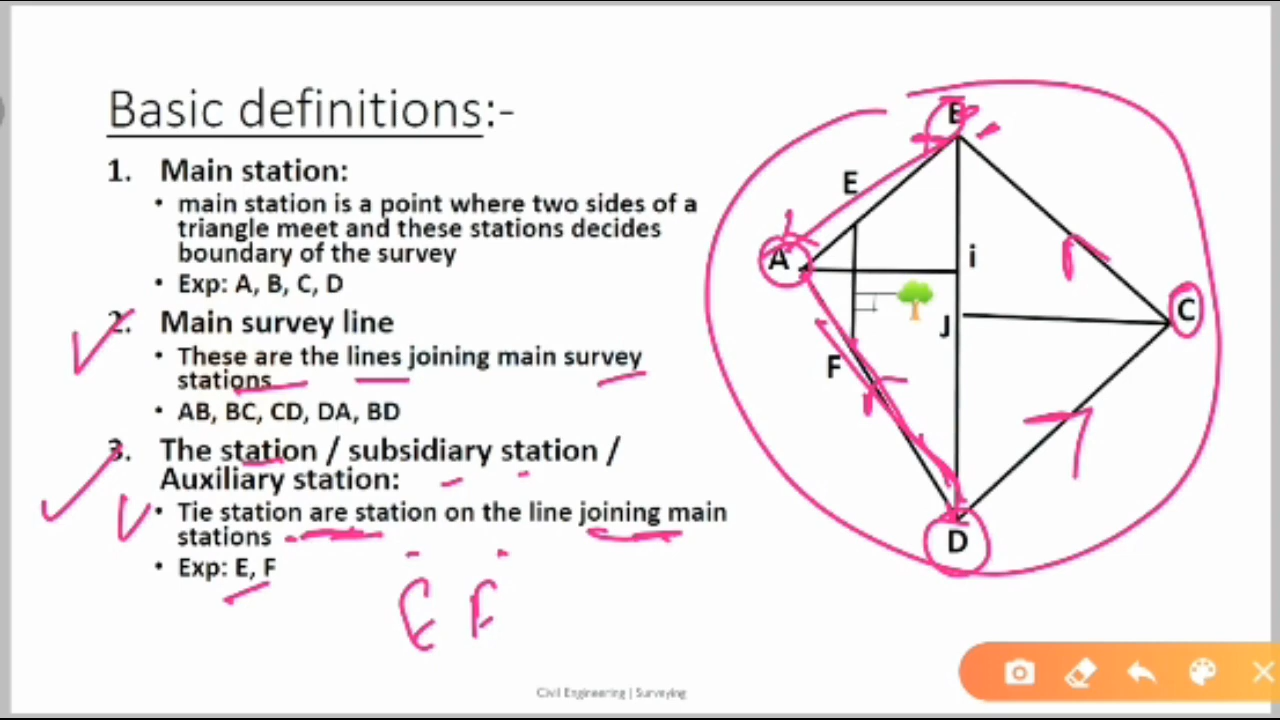 Basic definitions:-
1. Main station:
• main station is a point where two sides of a
triangle meet and these stations decides
boundary of the survey
• Exp: A, B, C, D
2. Main survey line
• These are the lines joining main survey
stations
• AB, BC, CD, DA, BD
3. The station / subsidiary station /
Auxiliary station:
• Tie station are station on the line joining main
stations
• Exp: E, F
E F
B
E
A
i
C
J
F
D
Civil Engineering | Surveying